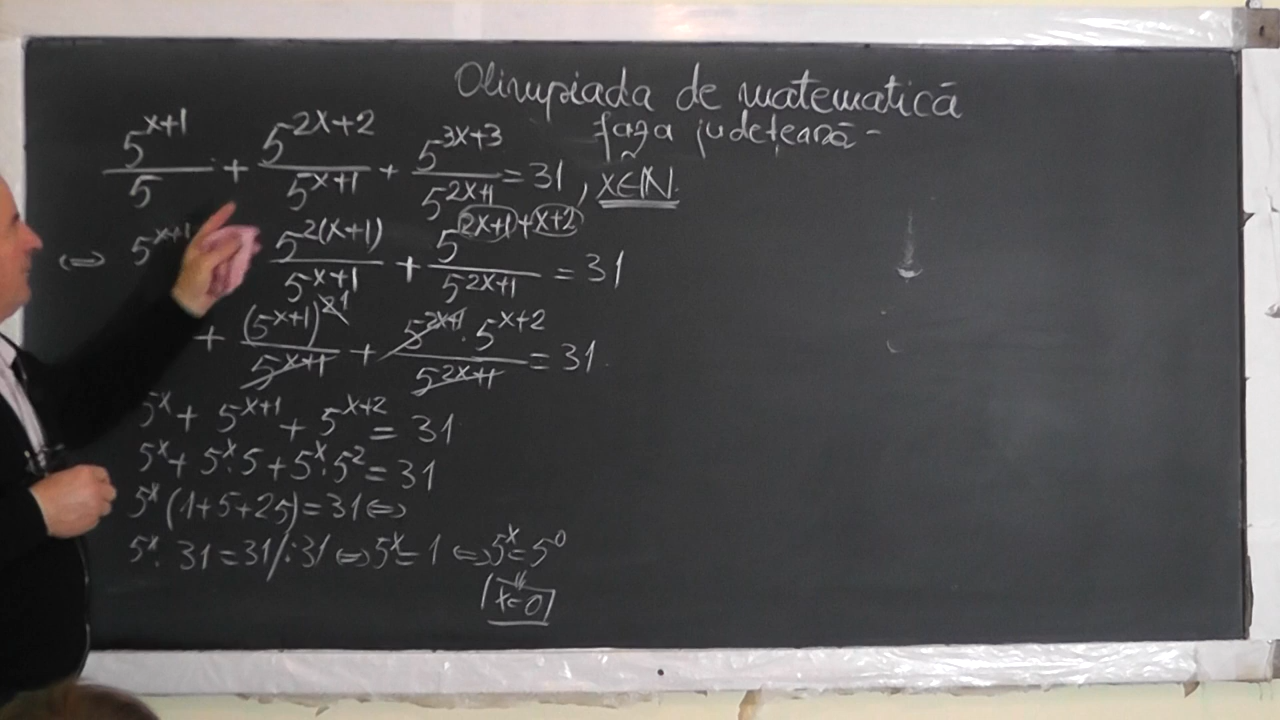 Olimpiada de matematică
faza județeană -
5^{x+1}/5 + 5^{2x+2}/5^{x+1} + 5^{3x+3}/5^{2x+1} = 31, x∈ℕ.
⇔ 5^{x+1} 5^{2(x+1)}/5^{x+1} + 5^{2x+1+x+2}/5^{2x+1} = 31
+ (5^{x+1})^{2 1}/5^{x+1} + 5^{2x+1}·5^{x+2}/5^{2x+1} = 31.
5^x + 5^{x+1} + 5^{x+2} = 31
5^x + 5^x·5 + 5^x·5^2 = 31
5^x (1+5+25) = 31 ⇔
5^x · 31 = 31 /:31 ⇔ 5^x = 1 ⇔ 5^x = 5^0
x=0